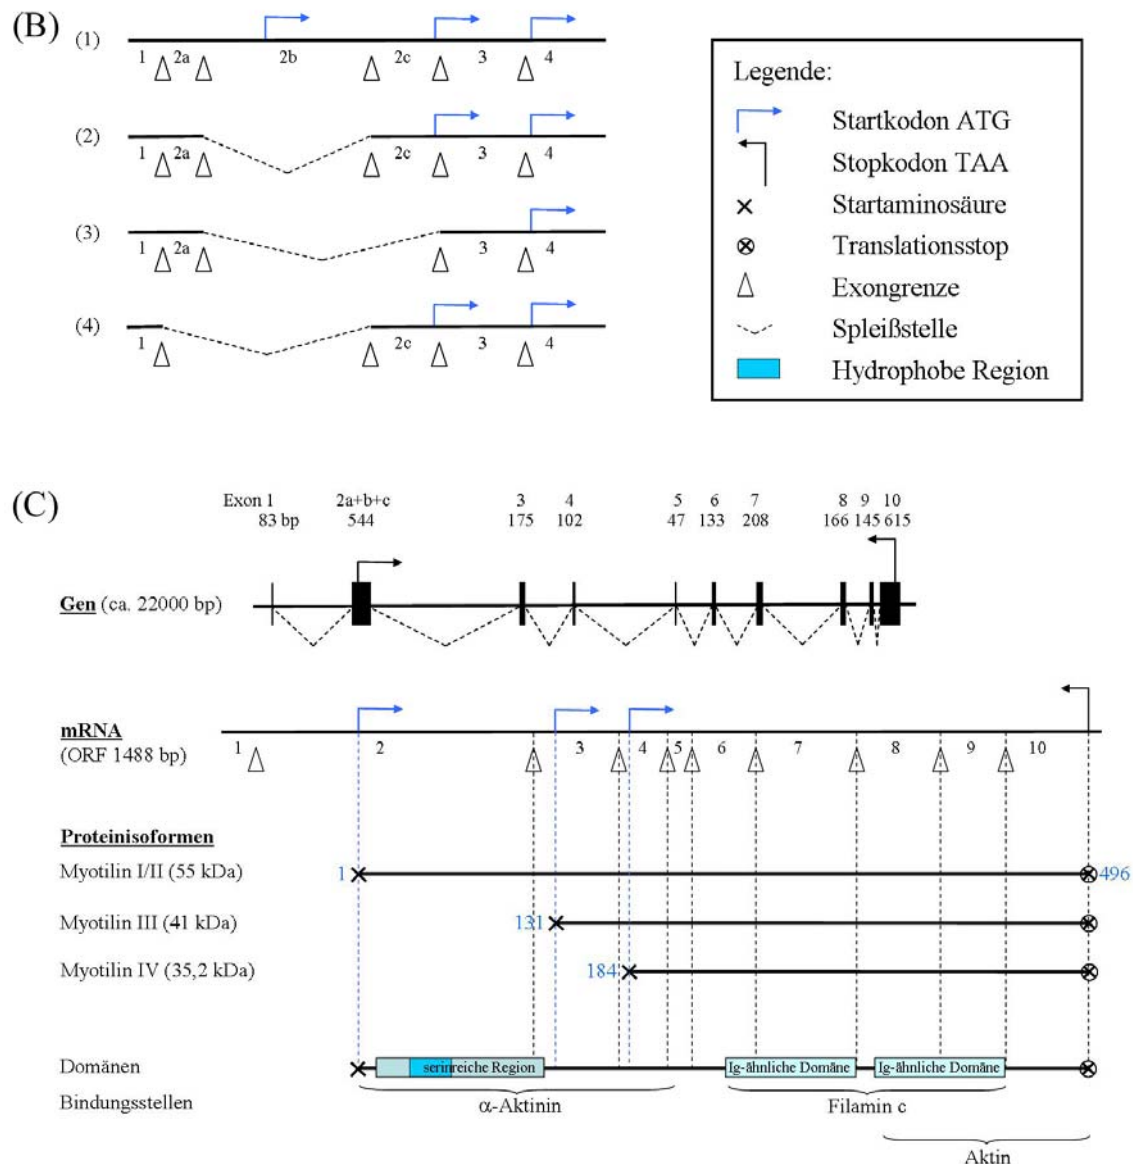 (B)
(1)
1 2a 2b 2c 3 4
(2)
1 2a 2c 3 4
(3)
1 2a 3 4
(4)
1 2c 3 4
Legende:
Startkodon ATG
Stopkodon TAA
Startaminosäure
Translationsstop
Exongrenze
Spleißstelle
Hydrophobe Region
(C)
Exon 1 2a+b+c 3 4 5 6 7 8 9 10
83 bp 544 175 102 47 133 208 166 145 615
Gen (ca. 22000 bp)
mRNA
(ORF 1488 bp)
1 2 3 4 5 6 7 8 9 10
Proteinisoformen
Myotilin I/II (55 kDa) 1 496
Myotilin III (41 kDa) 131
Myotilin IV (35,2 kDa) 184
Domänen serinreiche Region Ig-ähnliche Domäne Ig-ähnliche Domäne
Bindungsstellen α-Aktinin Filamin c
Aktin